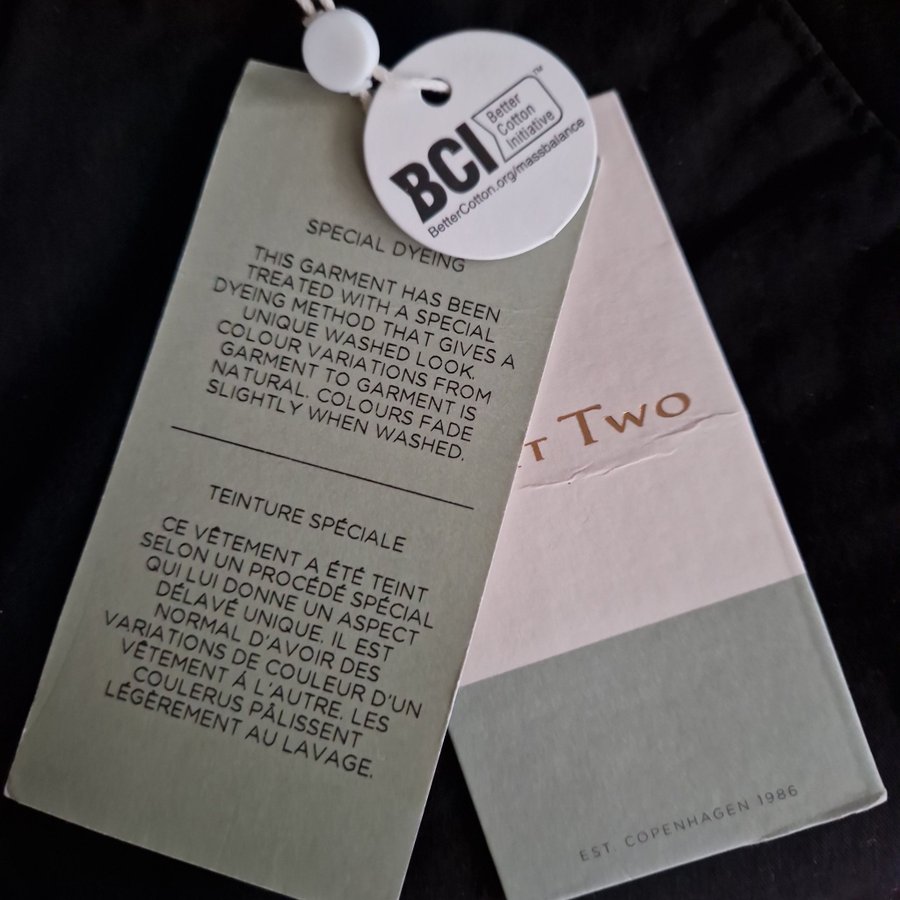 BCI
Better
Cotton
Initiative
TM
BetterCotton.org/massbalance
SPECIAL DYEING
THIS GARMENT HAS BEEN
TREATED WITH A SPECIAL
DYEING METHOD THAT GIVES A
UNIQUE WASHED LOOK.
COLOUR VARIATIONS FROM
GARMENT TO GARMENT IS
NATURAL. COLOURS FADE
SLIGHTLY WHEN WASHED.
TEINTURE SPÉCIALE
CE VÊTEMENT A ÉTÉ TEINT
SELON UN PROCÉDÉ SPÉCIAL
QUI LUI DONNE UN ASPECT
DÉLAVÉ UNIQUE. IL EST
NORMAL D'AVOIR DES
VARIATIONS DE COULEUR D'UN
VÊTEMENT À L'AUTRE. LES
COULERUS PÂLISSENT
LÉGÈREMENT AU LAVAGE.
TWO
EST. COPENHAGEN 1986